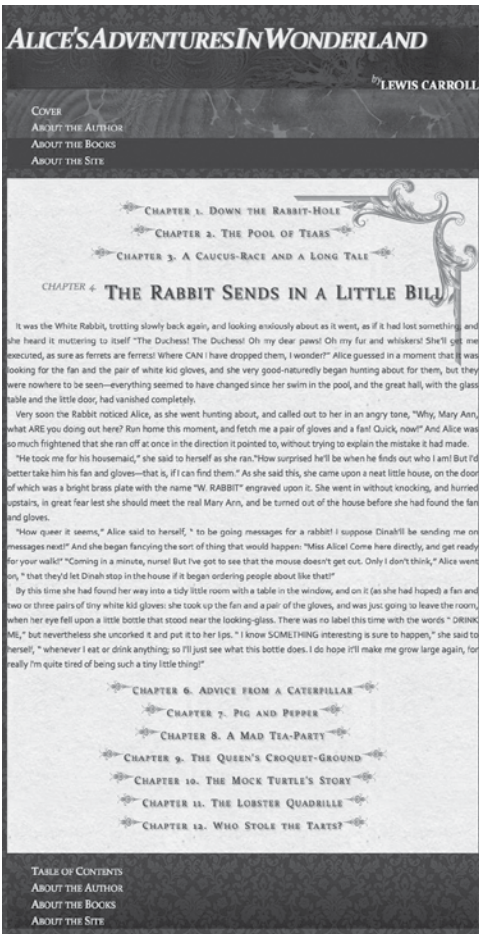 ALICE'S ADVENTURES IN WONDERLAND
by LEWIS CARROLL
COVER
ABOUT THE AUTHOR
ABOUT THE BOOKS
ABOUT THE SITE
CHAPTER 1. DOWN THE RABBIT-HOLE
CHAPTER 2. THE POOL OF TEARS
CHAPTER 3. A CAUCUS-RACE AND A LONG TALE
CHAPTER 4. THE RABBIT SENDS IN A LITTLE BILL
It was the White Rabbit, trotting slowly back again, and looking anxiously about as it went, as if it had lost something; and
she heard it muttering to itself "The Duchess! The Duchess! Oh my dear paws! Oh my fur and whiskers! She'll get me
executed, as sure as ferrets are ferrets! Where CAN I have dropped them, I wonder?" Alice guessed in a moment that it was
looking for the fan and the pair of white kid gloves, and she very good-naturedly began hunting about for them, but they
were nowhere to be seen—everything seemed to have changed since her swim in the pool, and the great hall, with the glass
table and the little door, had vanished completely.
Very soon the Rabbit noticed Alice, as she went hunting about, and called out to her in an angry tone, "Why, Mary Ann,
what ARE you doing out here? Run home this moment, and fetch me a pair of gloves and a fan! Quick, now!" And Alice was
so much frightened that she ran off at once in the direction it pointed to, without trying to explain the mistake it had made.
"He took me for his housemaid," she said to herself as she ran."How surprised he'll be when he finds out who I am! But I'd
better take him his fan and gloves—that is, if I can find them." As she said this, she came upon a neat little house, on the door
of which was a bright brass plate with the name "W. RABBIT" engraved upon it. She went in without knocking, and hurried
upstairs, in great fear lest she should meet the real Mary Ann, and be turned out of the house before she had found the fan
and gloves.
"How queer it seems," Alice said to herself, " to be going messages for a rabbit! I suppose Dinah'll be sending me on
messages next!" And she began fancying the sort of thing that would happen: "Miss Alice! Come here directly, and get ready
for your walk!" "Coming in a minute, nurse! But I've got to see that the mouse doesn't get out. Only I don't think," Alice went
on, " that they'd let Dinah stop in the house if it began ordering people about like that!"
By this time she had found her way into a tidy little room with a table in the window, and on it (as she had hoped) a fan and
two or three pairs of tiny white kid gloves: she took up the fan and a pair of the gloves, and was just going to leave the room,
when her eye fell upon a little bottle that stood near the looking-glass. There was no label this time with the words " DRINK
ME," but nevertheless she uncorked it and put it to her lips. " I know SOMETHING interesting is sure to happen," she said to
herself, " whenever I eat or drink anything; so I'll just see what this bottle does. I do hope it'll make me grow large again, for
really I'm quite tired of being such a tiny little thing!"
CHAPTER 6. ADVICE FROM A CATERPILLAR
CHAPTER 7. PIG AND PEPPER
CHAPTER 8. A MAD TEA-PARTY
CHAPTER 9. THE QUEEN'S CROQUET-GROUND
CHAPTER 10. THE MOCK TURTLE'S STORY
CHAPTER 11. THE LOBSTER QUADRILLE
CHAPTER 12. WHO STOLE THE TARTS?
TABLE OF CONTENTS
ABOUT THE AUTHOR
ABOUT THE BOOKS
ABOUT THE SITE